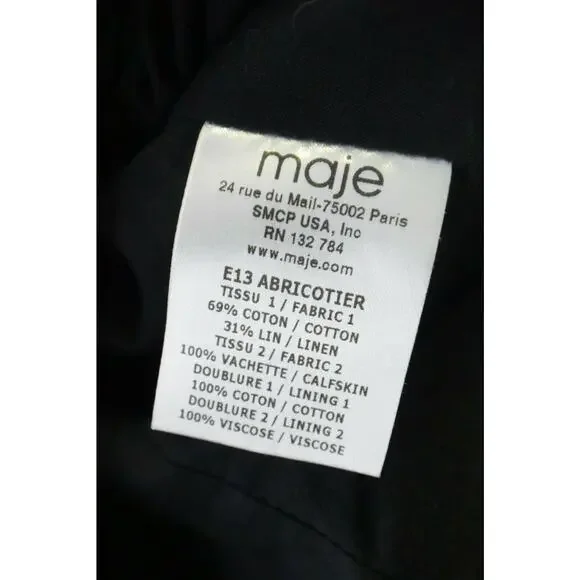 maje
24 rue du Mail-75002 Paris
SMCP USA, Inc
RN 132 784
www.maje.com
E13 ABRICOTIER
TISSU 1 / FABRIC 1
69% COTON / COTTON
31% LIN / LINEN
TISSU 2 / FABRIC 2
100% VACHETTE / CALFSKIN
DOUBLURE 1 / LINING 1
100% COTON / COTTON
DOUBLURE 2 / LINING 2
100% VISCOSE / VISCOSE